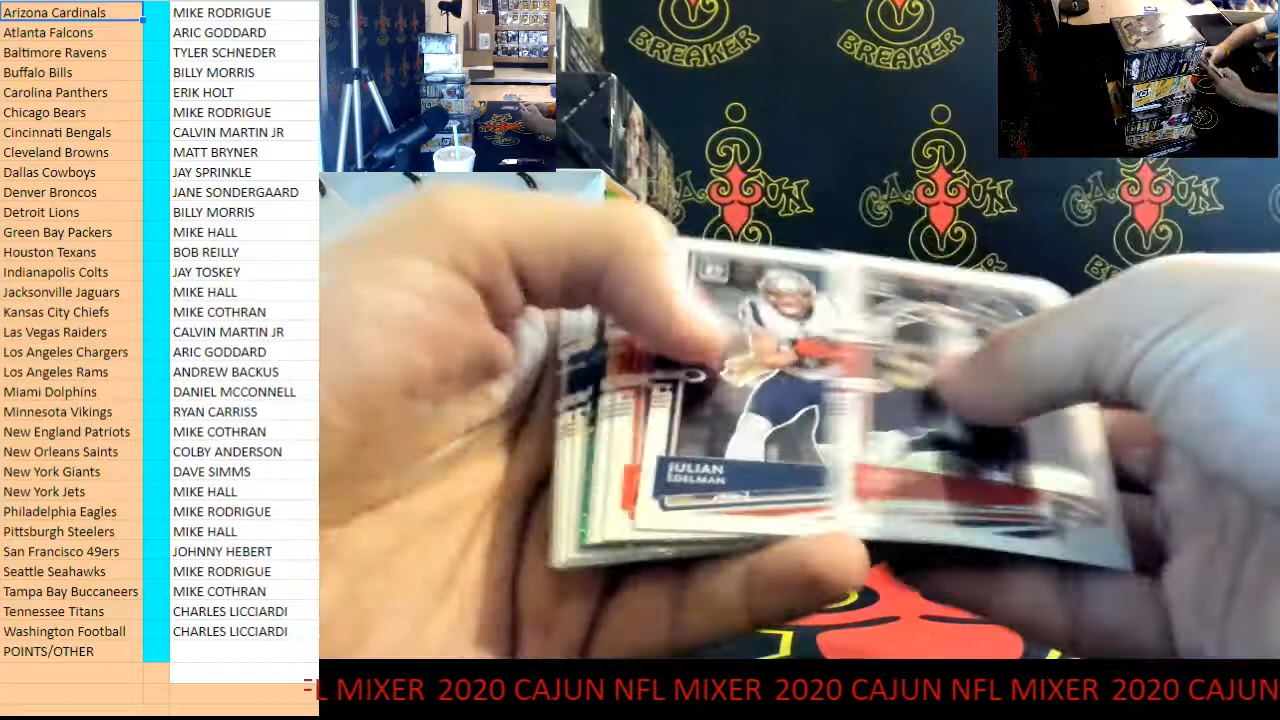 Arizona Cardinals MIKE RODRIGUE
Atlanta Falcons ARIC GODDARD
Baltimore Ravens TYLER SCHNEDER
Buffalo Bills BILLY MORRIS
Carolina Panthers ERIK HOLT
Chicago Bears MIKE RODRIGUE
Cincinnati Bengals CALVIN MARTIN JR
Cleveland Browns MATT BRYNER
Dallas Cowboys JAY SPRINKLE
Denver Broncos JANE SONDERGAARD
Detroit Lions BILLY MORRIS
Green Bay Packers MIKE HALL
Houston Texans BOB REILLY
Indianapolis Colts JAY TOSKEY
Jacksonville Jaguars MIKE HALL
Kansas City Chiefs MIKE COTHRAN
Las Vegas Raiders CALVIN MARTIN JR
Los Angeles Chargers ARIC GODDARD
Los Angeles Rams ANDREW BACKUS
Miami Dolphins DANIEL MCCONNELL
Minnesota Vikings RYAN CARRISS
New England Patriots MIKE COTHRAN
New Orleans Saints COLBY ANDERSON
New York Giants DAVE SIMMS
New York Jets MIKE HALL
Philadelphia Eagles MIKE RODRIGUE
Pittsburgh Steelers MIKE HALL
San Francisco 49ers JOHNNY HEBERT
Seattle Seahawks MIKE RODRIGUE
Tampa Bay Buccaneers MIKE COTHRAN
Tennessee Titans CHARLES LICCIARDI
Washington Football CHARLES LICCIARDI
POINTS/OTHER
BREAKER
BREAKER
CAJUN
JULIAN
EDELMAN
L MIXER 2020 CAJUN NFL MIXER 2020 CAJUN NFL MIXER 2020 CAJUN